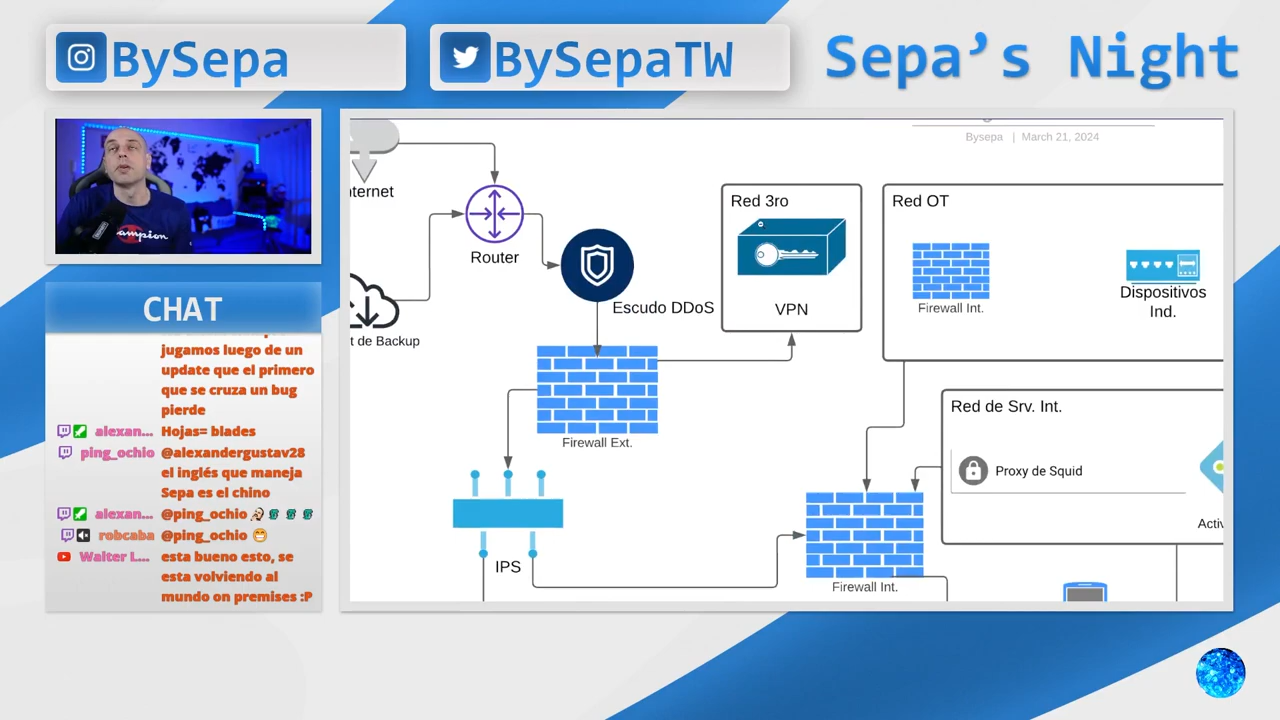 BySepa
BySepaTW
Sepa's Night
ampion
CHAT
jugamos luego de un
update que el primero
que se cruza un bug
pierde
alexan... Hojas= blades
ping_ochio @alexandergustav28
el inglés que maneja
Sepa es el chino
alexan... @ping_ochio
robcaba @ping_ochio
Walter L... esta bueno esto, se
esta volviendo al
mundo on premises :P
Bysepa | March 21, 2024
nternet
Router
Escudo DDoS
t de Backup
Firewall Ext.
IPS
Red 3ro
VPN
Red OT
Firewall Int.
Dispositivos
Ind.
Red de Srv. Int.
Proxy de Squid
Activ
Firewall Int.